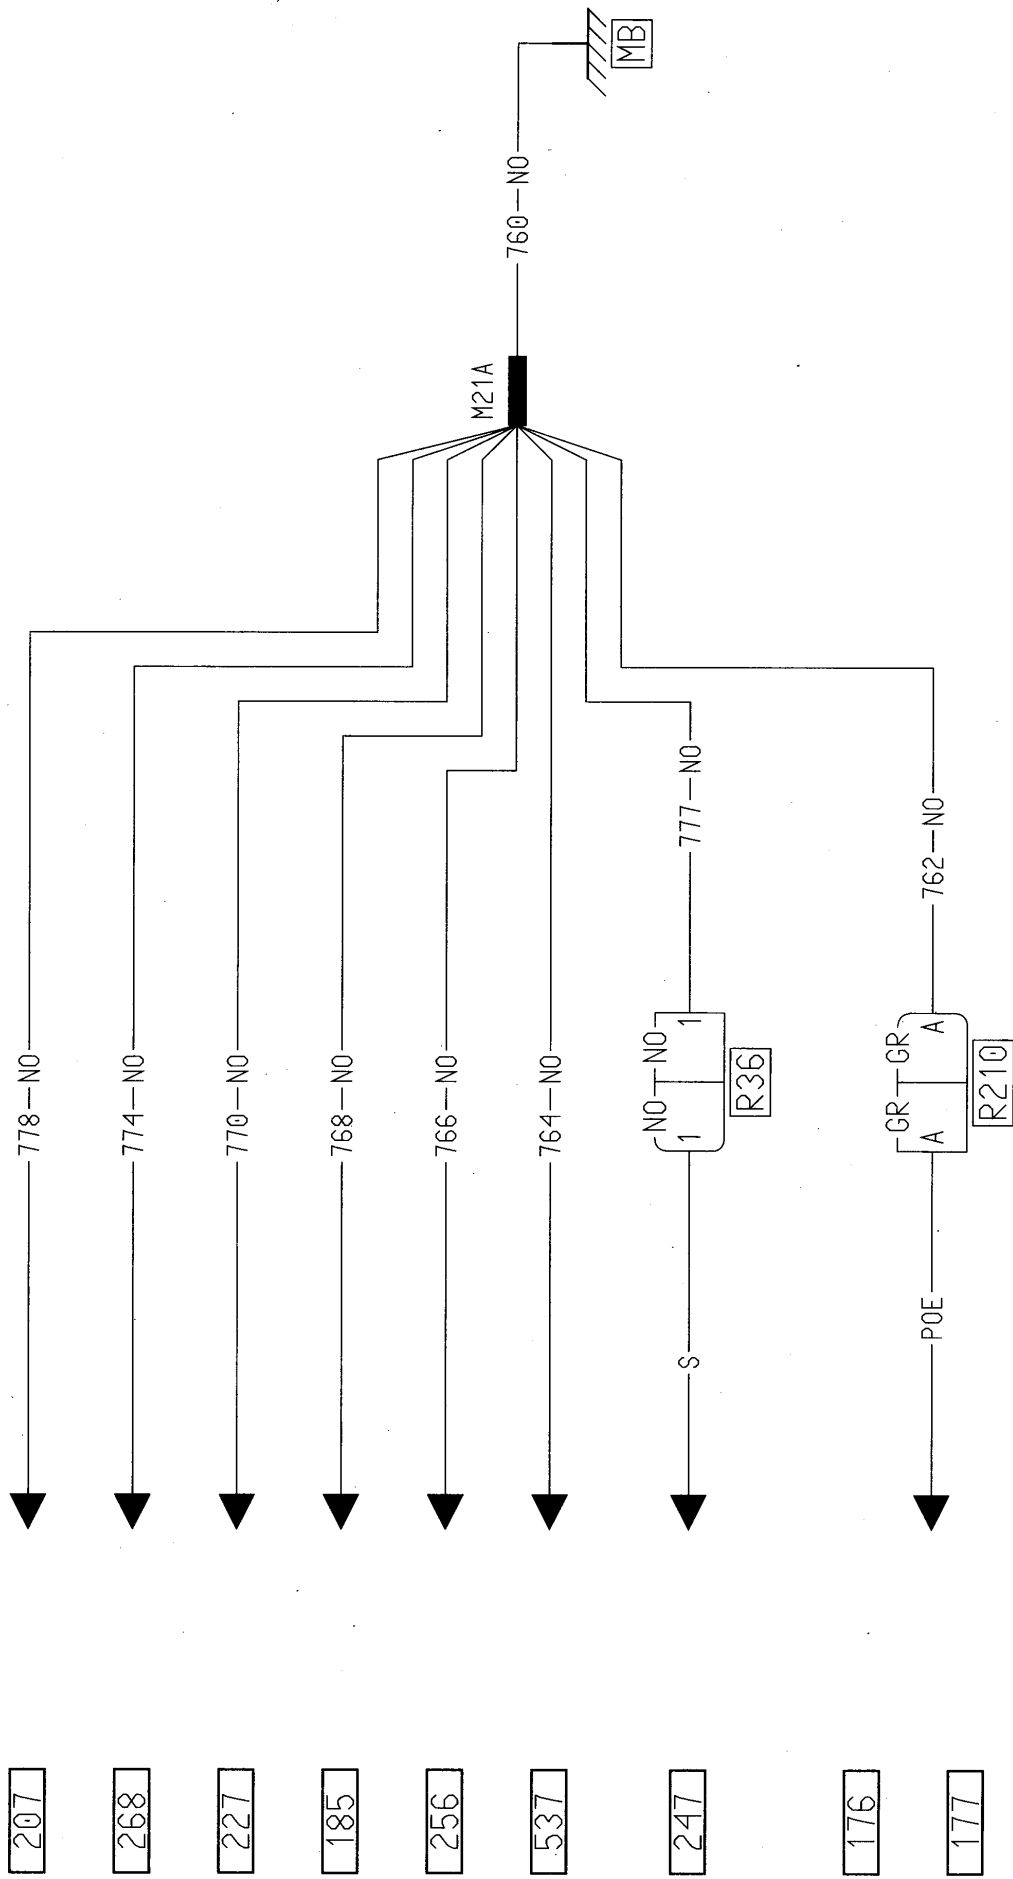 MB
760 NO
M21A
778 NO
774 NO
770 NO
768 NO
766 NO
764 NO
777 NO
762 NO
NO NO
1 1
R36
GR GR
A A
R210
S
POE
207
268
227
185
256
537
247
176
177